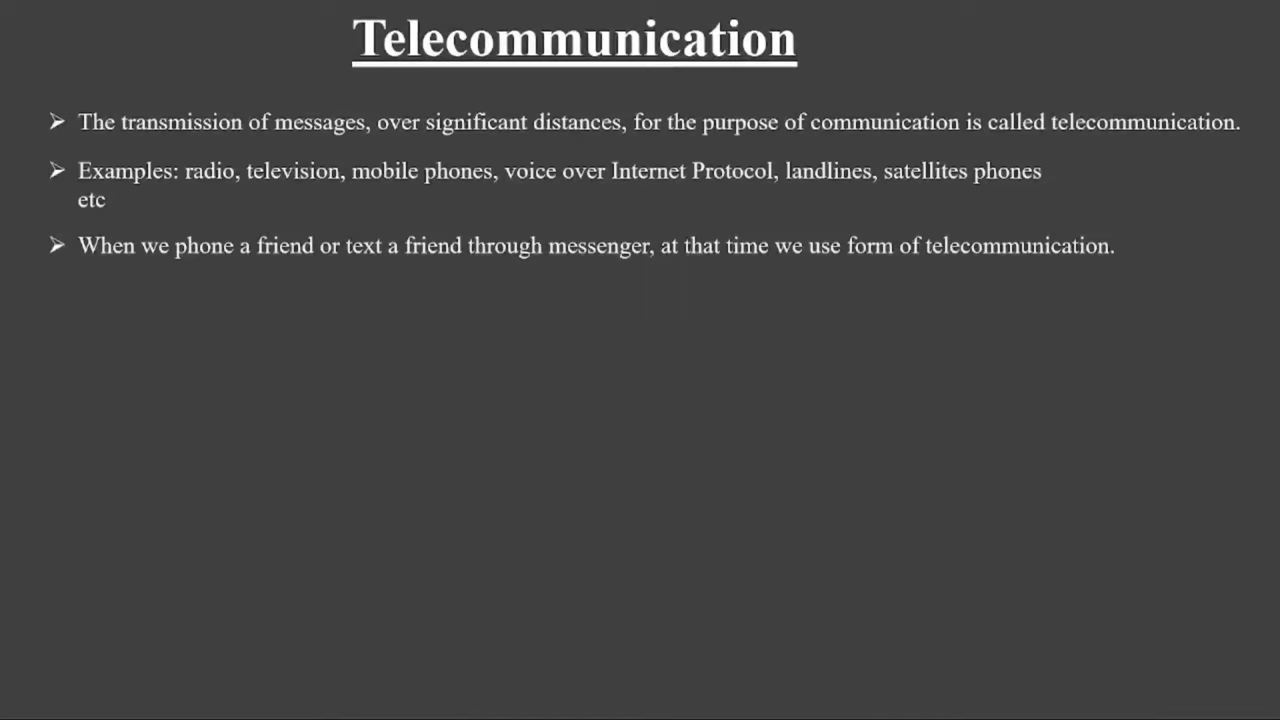 Telecommunication
➢ The transmission of messages, over significant distances, for the purpose of communication is called telecommunication.
➢ Examples: radio, television, mobile phones, voice over Internet Protocol, landlines, satellites phones
etc
➢ When we phone a friend or text a friend through messenger, at that time we use form of telecommunication.